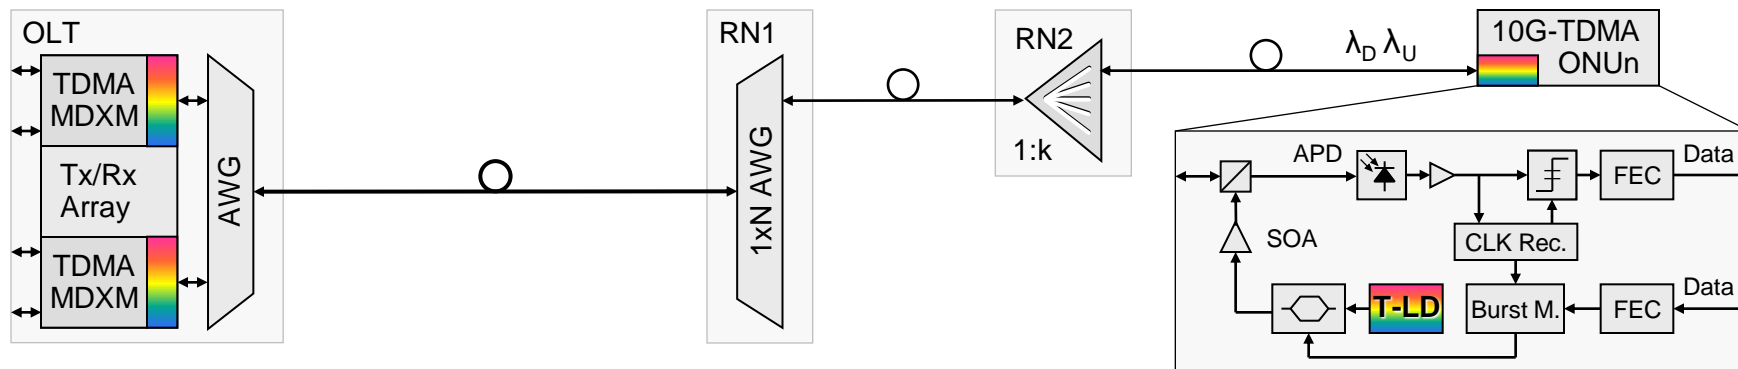 OLT
TDMA
MDXM
Tx/Rx
Array
TDMA
MDXM
AWG
RN1
1xN AWG
RN2
1:k
λD λU
10G-TDMA
ONUn
APD
FEC
Data
SOA
CLK Rec.
T-LD
Burst M.
FEC
Data